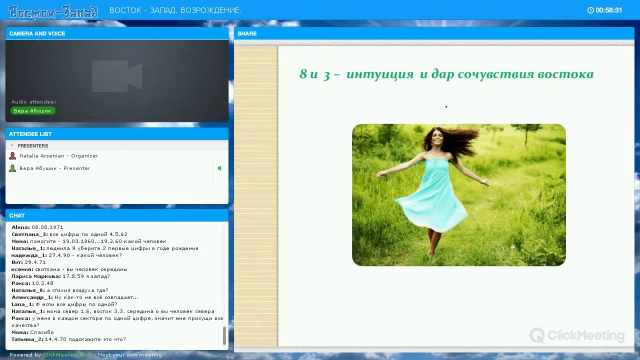 Восток-Запад
ВОСТОК – ЗАПАД. ВОЗРОЖДЕНИЕ.
00:58:31
CAMERA AND VOICE
Audio attendee:
Вера Абушик
ATTENDEE LIST
PRESENTERS
Natalia Arsenian - Organizer
Вера Абушик - Presenter
CHAT
Alena: 08.08.1971
Светлана_3: все цифры по одной 4.5.62
Мона: помогите - 19.03.1960...19.3.60 какой человек
Наталья_1: людмила Я уберите 2 первые цифры в годе рождения
надежда_1: 27.4.90 - какой человек?
Вит: 29.4.71
ксения: свитлана - вы человек середины
Лариса Маркова: 17.8.59 я запад?
Раиса: 10.2.48
Наталья_6: а стихия воздуха где?
Александр_1: Ну как-то не всё совпадает...
Lana_1: Ф если все цифры по одной?
Наталья_1: мона север 1,6, восток 3,3, середина о вы человек севера
Раиса: у меня в каждом секторе по одной цифре, значит мне присущи все
качества?
Мона: Спасибо
Татьяна_2: 14.4.70 подскажите это что?
Powered by ClickMeeting - Host your own meeting
SHARE
8 и 3 – интуиция и дар сочувствия востока
.
ClickMeeting